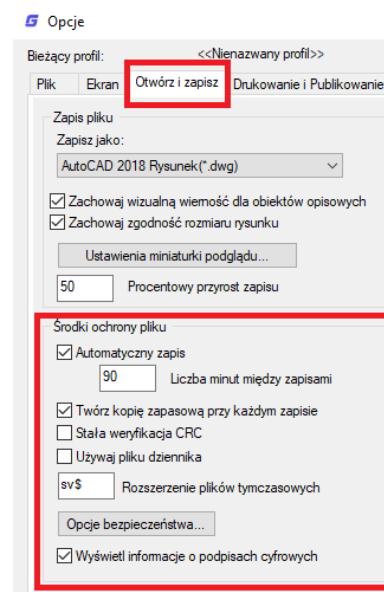 Opcje
Bieżący profil: <<Nienazwany profil>>
Plik Ekran Otwórz i zapisz Drukowanie i Publikowanie
Zapis pliku
Zapisz jako:
AutoCAD 2018 Rysunek(*.dwg)
Zachowaj wizualną wierność dla obiektów opisowych
Zachowaj zgodność rozmiaru rysunku
Ustawienia miniaturki podglądu...
50 Procentowy przyrost zapisu
Środki ochrony pliku
Automatyczny zapis
90 Liczba minut między zapisami
Twórz kopię zapasową przy każdym zapisie
Stała weryfikacja CRC
Używaj pliku dziennika
sv$ Rozszerzenie plików tymczasowych
Opcje bezpieczeństwa...
Wyświetl informacje o podpisach cyfrowych